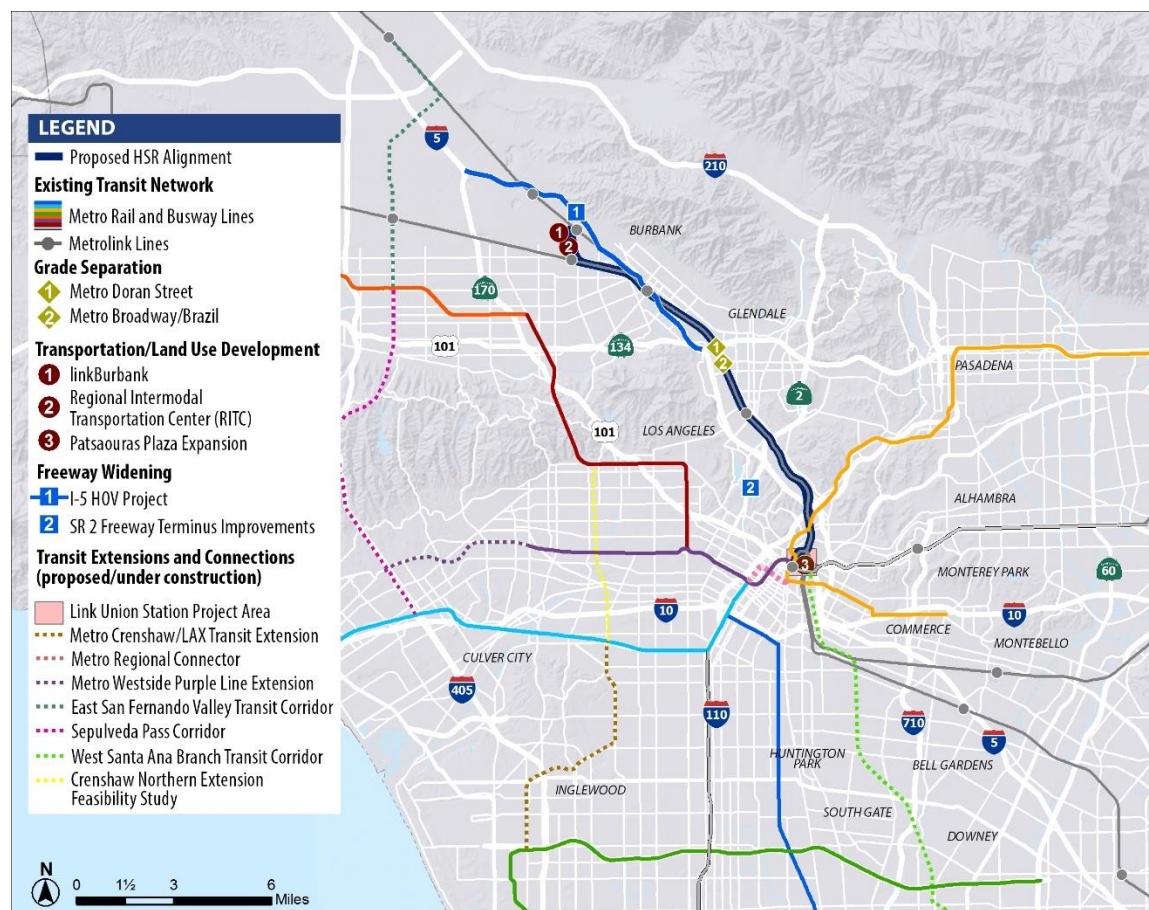 LEGEND
Proposed HSR Alignment
Existing Transit Network
Metro Rail and Busway Lines
Metrolink Lines
Grade Separation
1 Metro Doran Street
2 Metro Broadway/Brazil
Transportation/Land Use Development
1 linkBurbank
2 Regional Intermodal
Transportation Center (RITC)
3 Patsaouras Plaza Expansion
Freeway Widening
1 I-5 HOV Project
2 SR 2 Freeway Terminus Improvements
Transit Extensions and Connections
(proposed/under construction)
Link Union Station Project Area
Metro Crenshaw/LAX Transit Extension
Metro Regional Connector
Metro Westside Purple Line Extension
East San Fernando Valley Transit Corridor
Sepulveda Pass Corridor
West Santa Ana Branch Transit Corridor
Crenshaw Northern Extension
Feasibility Study
N
0 1½ 3 6
Miles
5
210
1
1
2
BURBANK
170
GLENDALE
101
134
1
2
PASADENA
2
101
LOS ANGELES
2
ALHAMBRA
3
MONTEREY PARK
60
10
10
COMMERCE
MONTEBELLO
CULVER CITY
405
110
710
5
HUNTINGTON
PARK
BELL GARDENS
INGLEWOOD
SOUTH GATE
DOWNEY